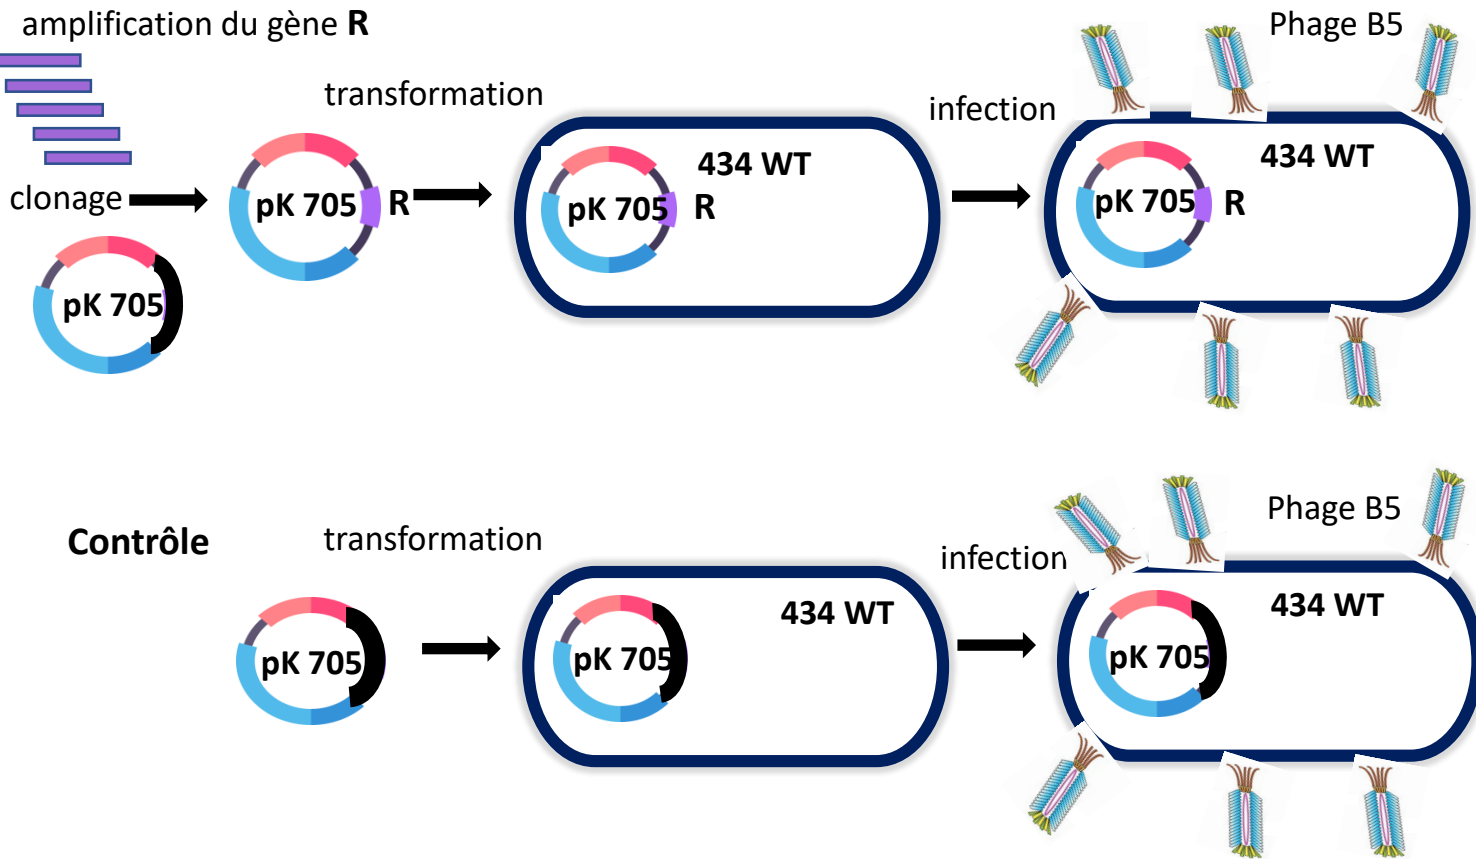 amplification du gène R
transformation
clonage
pK 705
pK 705 R
434 WT
pK 705 R
infection
Phage B5
434 WT
pK 705 R
Contrôle
transformation
pK 705
434 WT
pK 705
infection
Phage B5
434 WT
pK 705